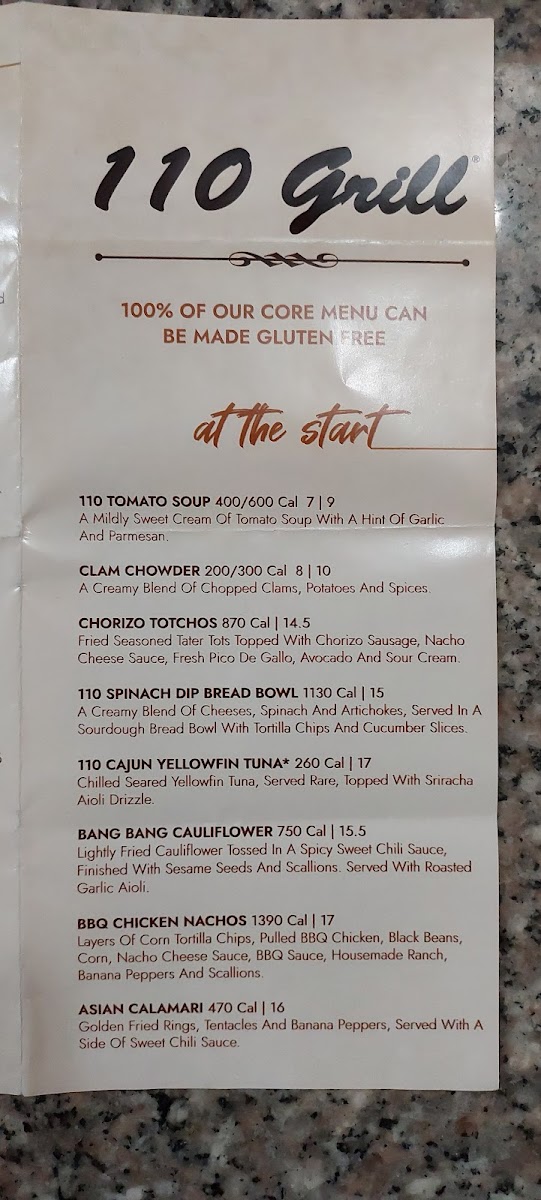 110 Grill®
100% OF OUR CORE MENU CAN
BE MADE GLUTEN FREE
at the start
110 TOMATO SOUP 400/600 Cal 7 | 9
A Mildly Sweet Cream Of Tomato Soup With A Hint Of Garlic
And Parmesan.
CLAM CHOWDER 200/300 Cal 8 | 10
A Creamy Blend Of Chopped Clams, Potatoes And Spices.
CHORIZO TOTCHOS 870 Cal | 14.5
Fried Seasoned Tater Tots Topped With Chorizo Sausage, Nacho
Cheese Sauce, Fresh Pico De Gallo, Avocado And Sour Cream.
110 SPINACH DIP BREAD BOWL 1130 Cal | 15
A Creamy Blend Of Cheeses, Spinach And Artichokes, Served In A
Sourdough Bread Bowl With Tortilla Chips And Cucumber Slices.
110 CAJUN YELLOWFIN TUNA* 260 Cal | 17
Chilled Seared Yellowfin Tuna, Served Rare, Topped With Sriracha
Aioli Drizzle.
BANG BANG CAULIFLOWER 750 Cal | 15.5
Lightly Fried Cauliflower Tossed In A Spicy Sweet Chili Sauce,
Finished With Sesame Seeds And Scallions. Served With Roasted
Garlic Aioli.
BBQ CHICKEN NACHOS 1390 Cal | 17
Layers Of Corn Tortilla Chips, Pulled BBQ Chicken, Black Beans,
Corn, Nacho Cheese Sauce, BBQ Sauce, Housemade Ranch,
Banana Peppers And Scallions.
ASIAN CALAMARI 470 Cal | 16
Golden Fried Rings, Tentacles And Banana Peppers, Served With A
Side Of Sweet Chili Sauce.